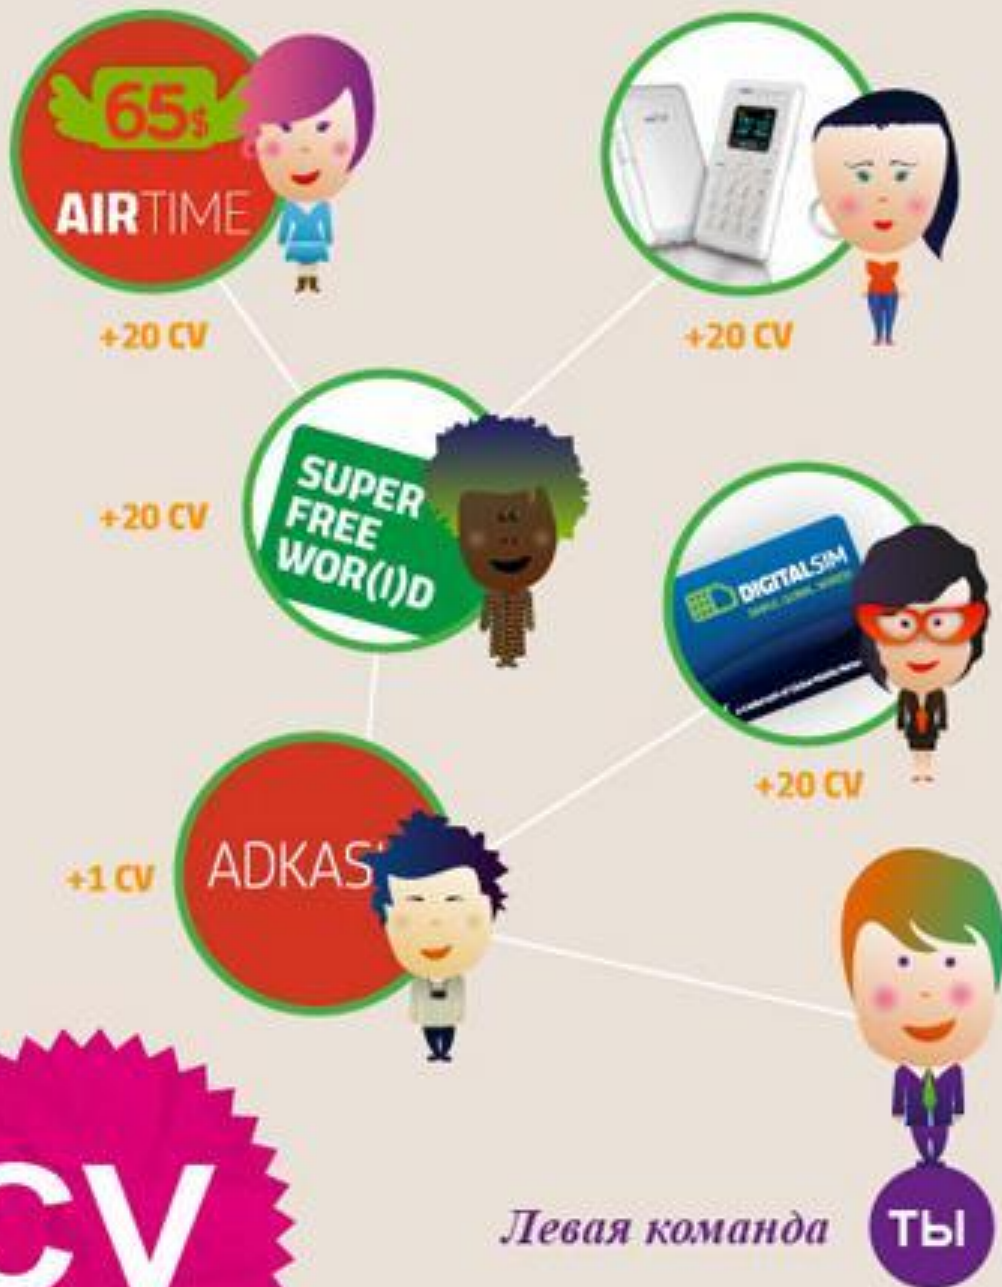 65$
AIRTIME
+20 CV
+20 CV
SUPER
FREE
WOR(I)D
+20 CV
DIGITALSIM
+20 CV
ADKAS
+1 CV
CV
Левая команда
ТЫ